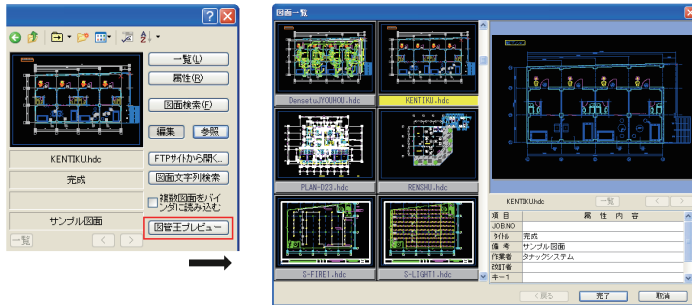 一覧(L)
属性(R)
図面検索(F)
編集 参照
KENTIKU.hdc
FTPサイトから開く...
完成
図面文字列検索
複数図面をバイ
ンダに読み込む
サンプル図面
図管王プレビュー
一覧 < >
図面一覧
DensetuJYOUHOU.hdc
KENTIKU.hdc
PLAN-D23.hdc
RENSHU.hdc
S-FIRE1.hdc
S-LIGHT1.hdc
KENTIKU.hdc 一覧 < >
項 目 属 性 内 容
JOB.NO
タイトル 完成
備 考 サンプル図面
作業者 タナックシステム
改訂者
キー1
< 戻る 完了 取消